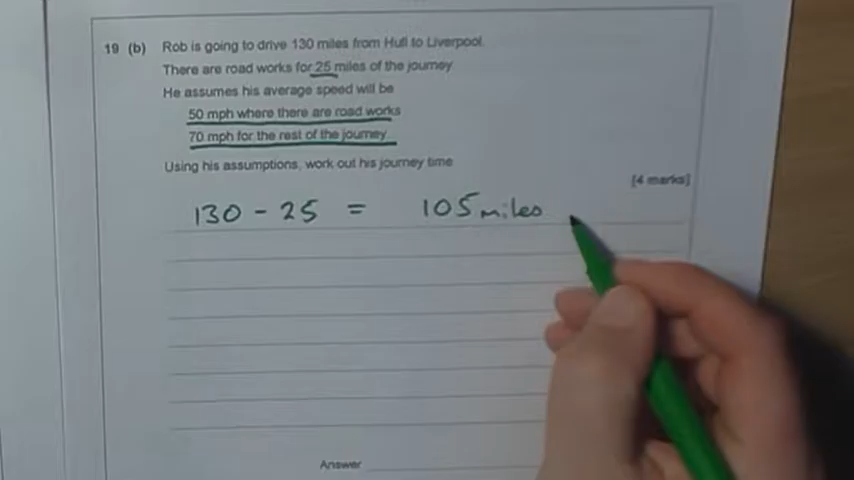 19 (b) Rob is going to drive 130 miles from Hull to Liverpool.
There are road works for 25 miles of the journey
He assumes his average speed will be
50 mph where there are road works
70 mph for the rest of the journey.
Using his assumptions, work out his journey time
[4 marks]
130 - 25 = 105 miles
Answer